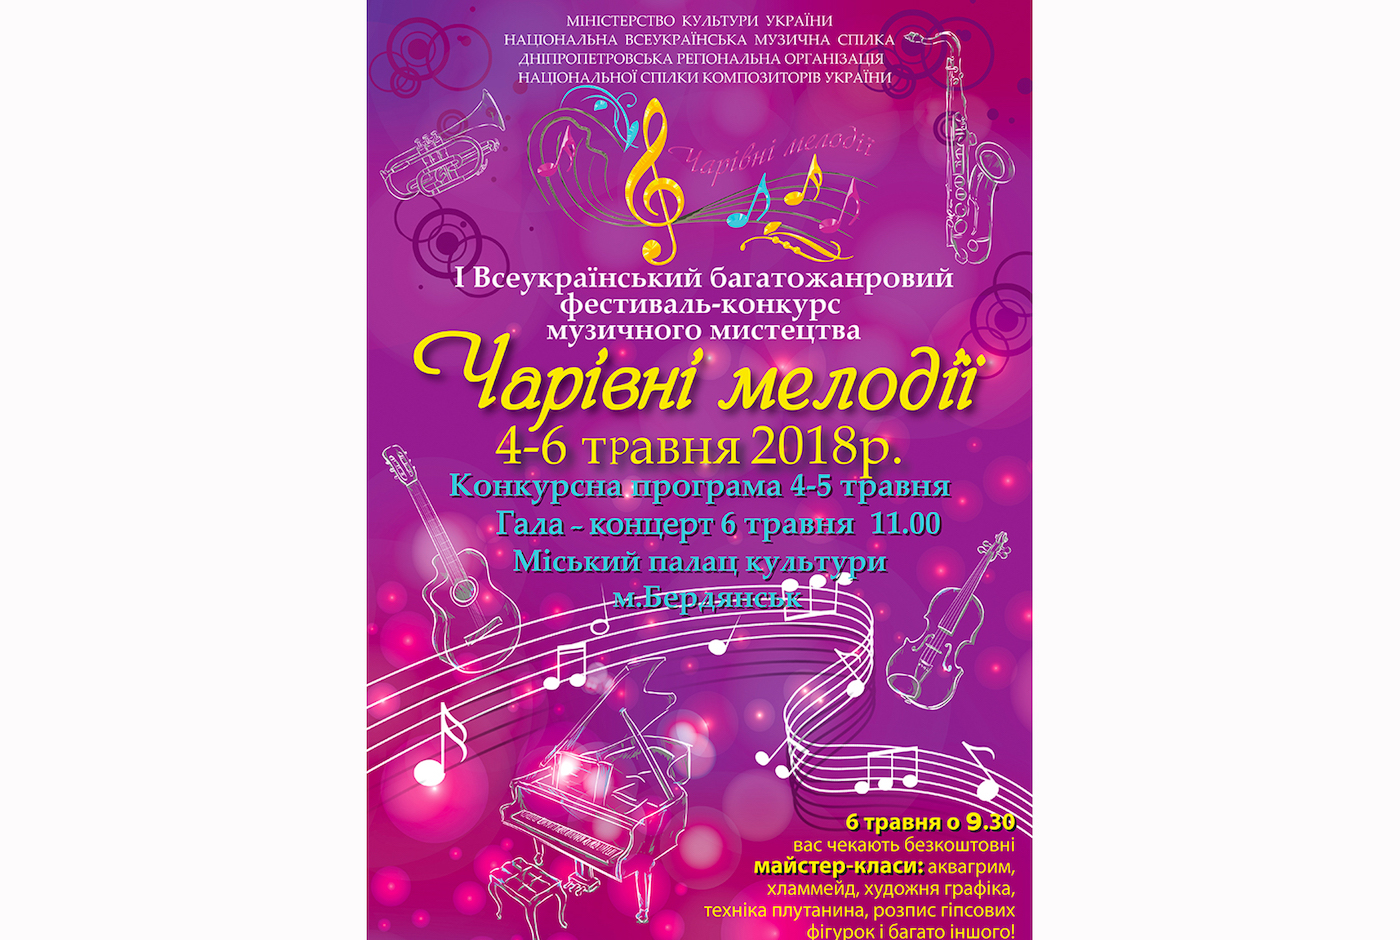 МІНІСТЕРСТВО КУЛЬТУРИ УКРАЇНИ
НАЦІОНАЛЬНА ВСЕУКРАЇНСЬКА МУЗИЧНА СПІЛКА
ДНІПРОПЕТРОВСЬКА РЕГІОНАЛЬНА ОРГАНІЗАЦІЯ
НАЦІОНАЛЬНОЇ СПІЛКИ КОМПОЗИТОРІВ УКРАЇНИ
Чарівні мелодії
І Всеукраїнський багатожанровий
фестиваль-конкурс
музичного мистецтва
Чарівні мелодії
4-6 травня 2018р.
Конкурсна програма 4-5 травня
Гала - концерт 6 травня 11.00
Міський палац культури
м.Бердянськ
6 травня о 9.30
вас чекають безкоштовні
майстер-класи: аквагрим,
хламмейд, художня графіка,
техніка плутанина, розпис гіпсових
фігурок і багато іншого!